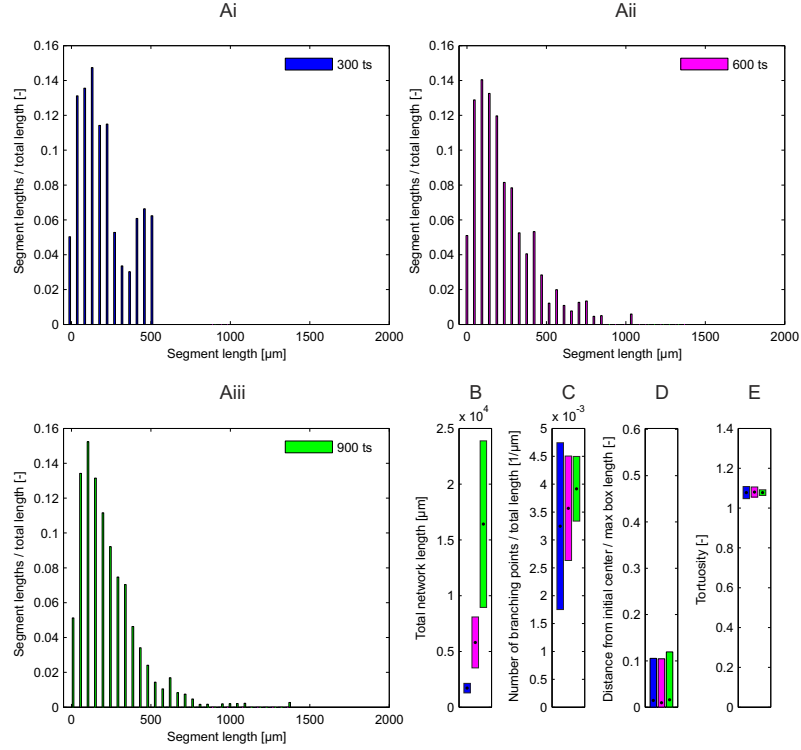 Ai
Segment lengths / total length [-]
0.16
0.14
0.12
0.1
0.08
0.06
0.04
0.02
0
300 ts
0 500 1000 1500 2000
Segment length [µm]
Aii
Segment lengths / total length [-]
0.16
0.14
0.12
0.1
0.08
0.06
0.04
0.02
0
600 ts
0 500 1000 1500 2000
Segment length [µm]
Aiii
Segment lengths / total length [-]
0.16
0.14
0.12
0.1
0.08
0.06
0.04
0.02
0
900 ts
0 500 1000 1500 2000
Segment length [µm]
B
x 10⁴
Total network length [µm]
2.5
2
1.5
1
0.5
0
C
x 10⁻³
Number of branching points / total length [1/µm]
5
4.5
4
3.5
3
2.5
2
1.5
1
0.5
0
D
Distance from initial center / max box length [-]
0.6
0.5
0.4
0.3
0.2
0.1
0
E
Tortuosity [-]
1.4
1.2
1
0.8
0.6
0.4
0.2
0